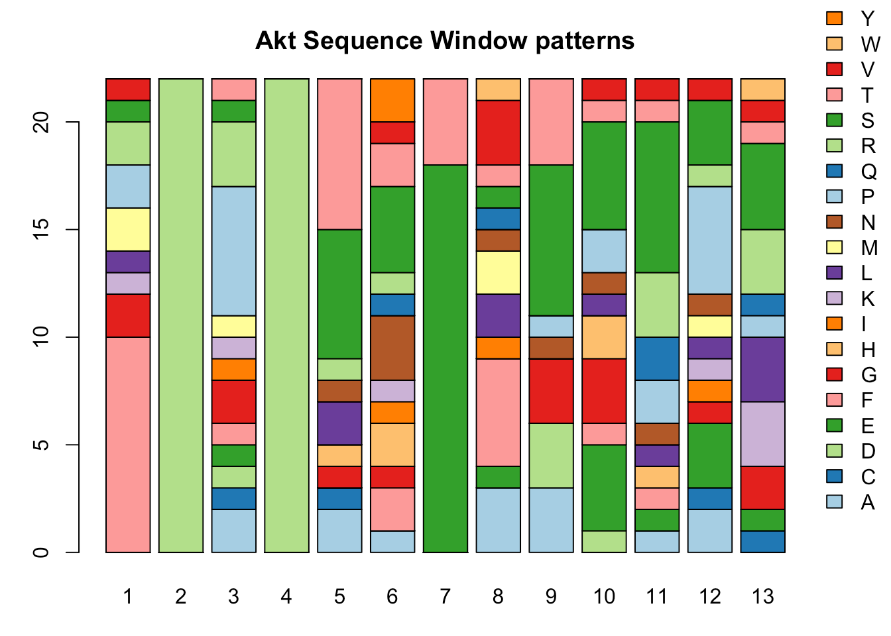 Akt Sequence Window patterns
Y
W
V
T
S
R
Q
P
N
M
L
K
I
H
G
F
E
D
C
A
20
15
10
5
0
1 2 3 4 5 6 7 8 9 10 11 12 13